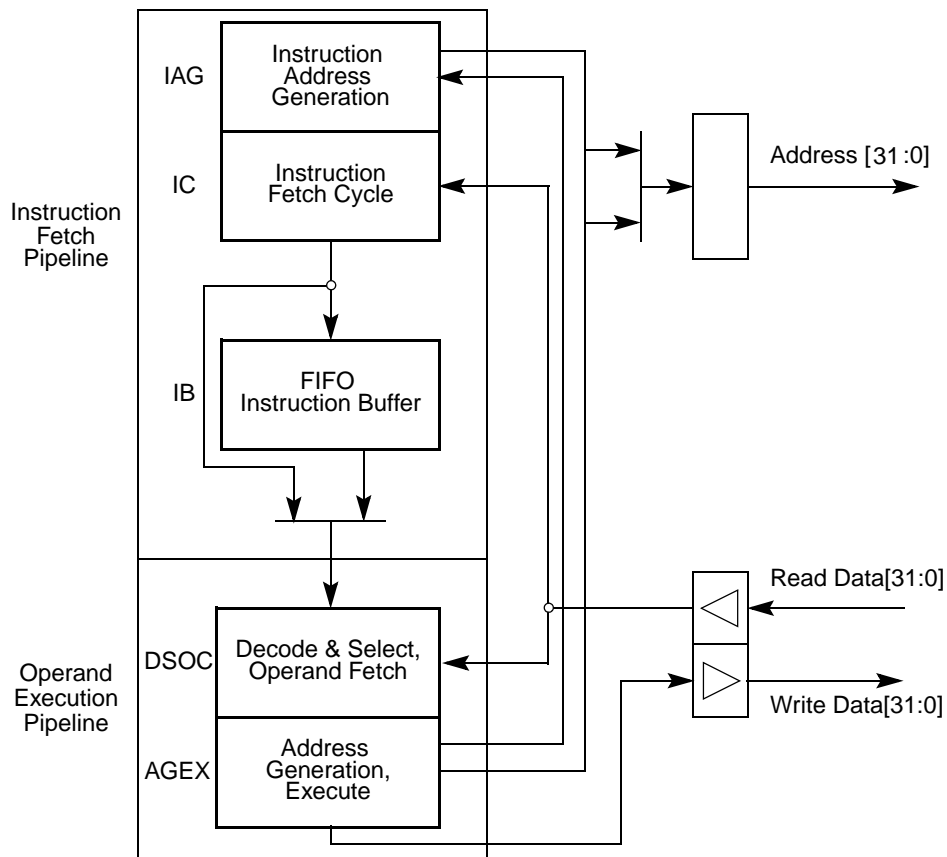 IAG
Instruction
Address
Generation
IC
Instruction
Fetch Cycle
Address [31:0]
Instruction
Fetch
Pipeline
IB
FIFO
Instruction Buffer
Read Data[31:0]
DSOC
Decode & Select,
Operand Fetch
Operand
Execution
Pipeline
Write Data[31:0]
AGEX
Address
Generation,
Execute